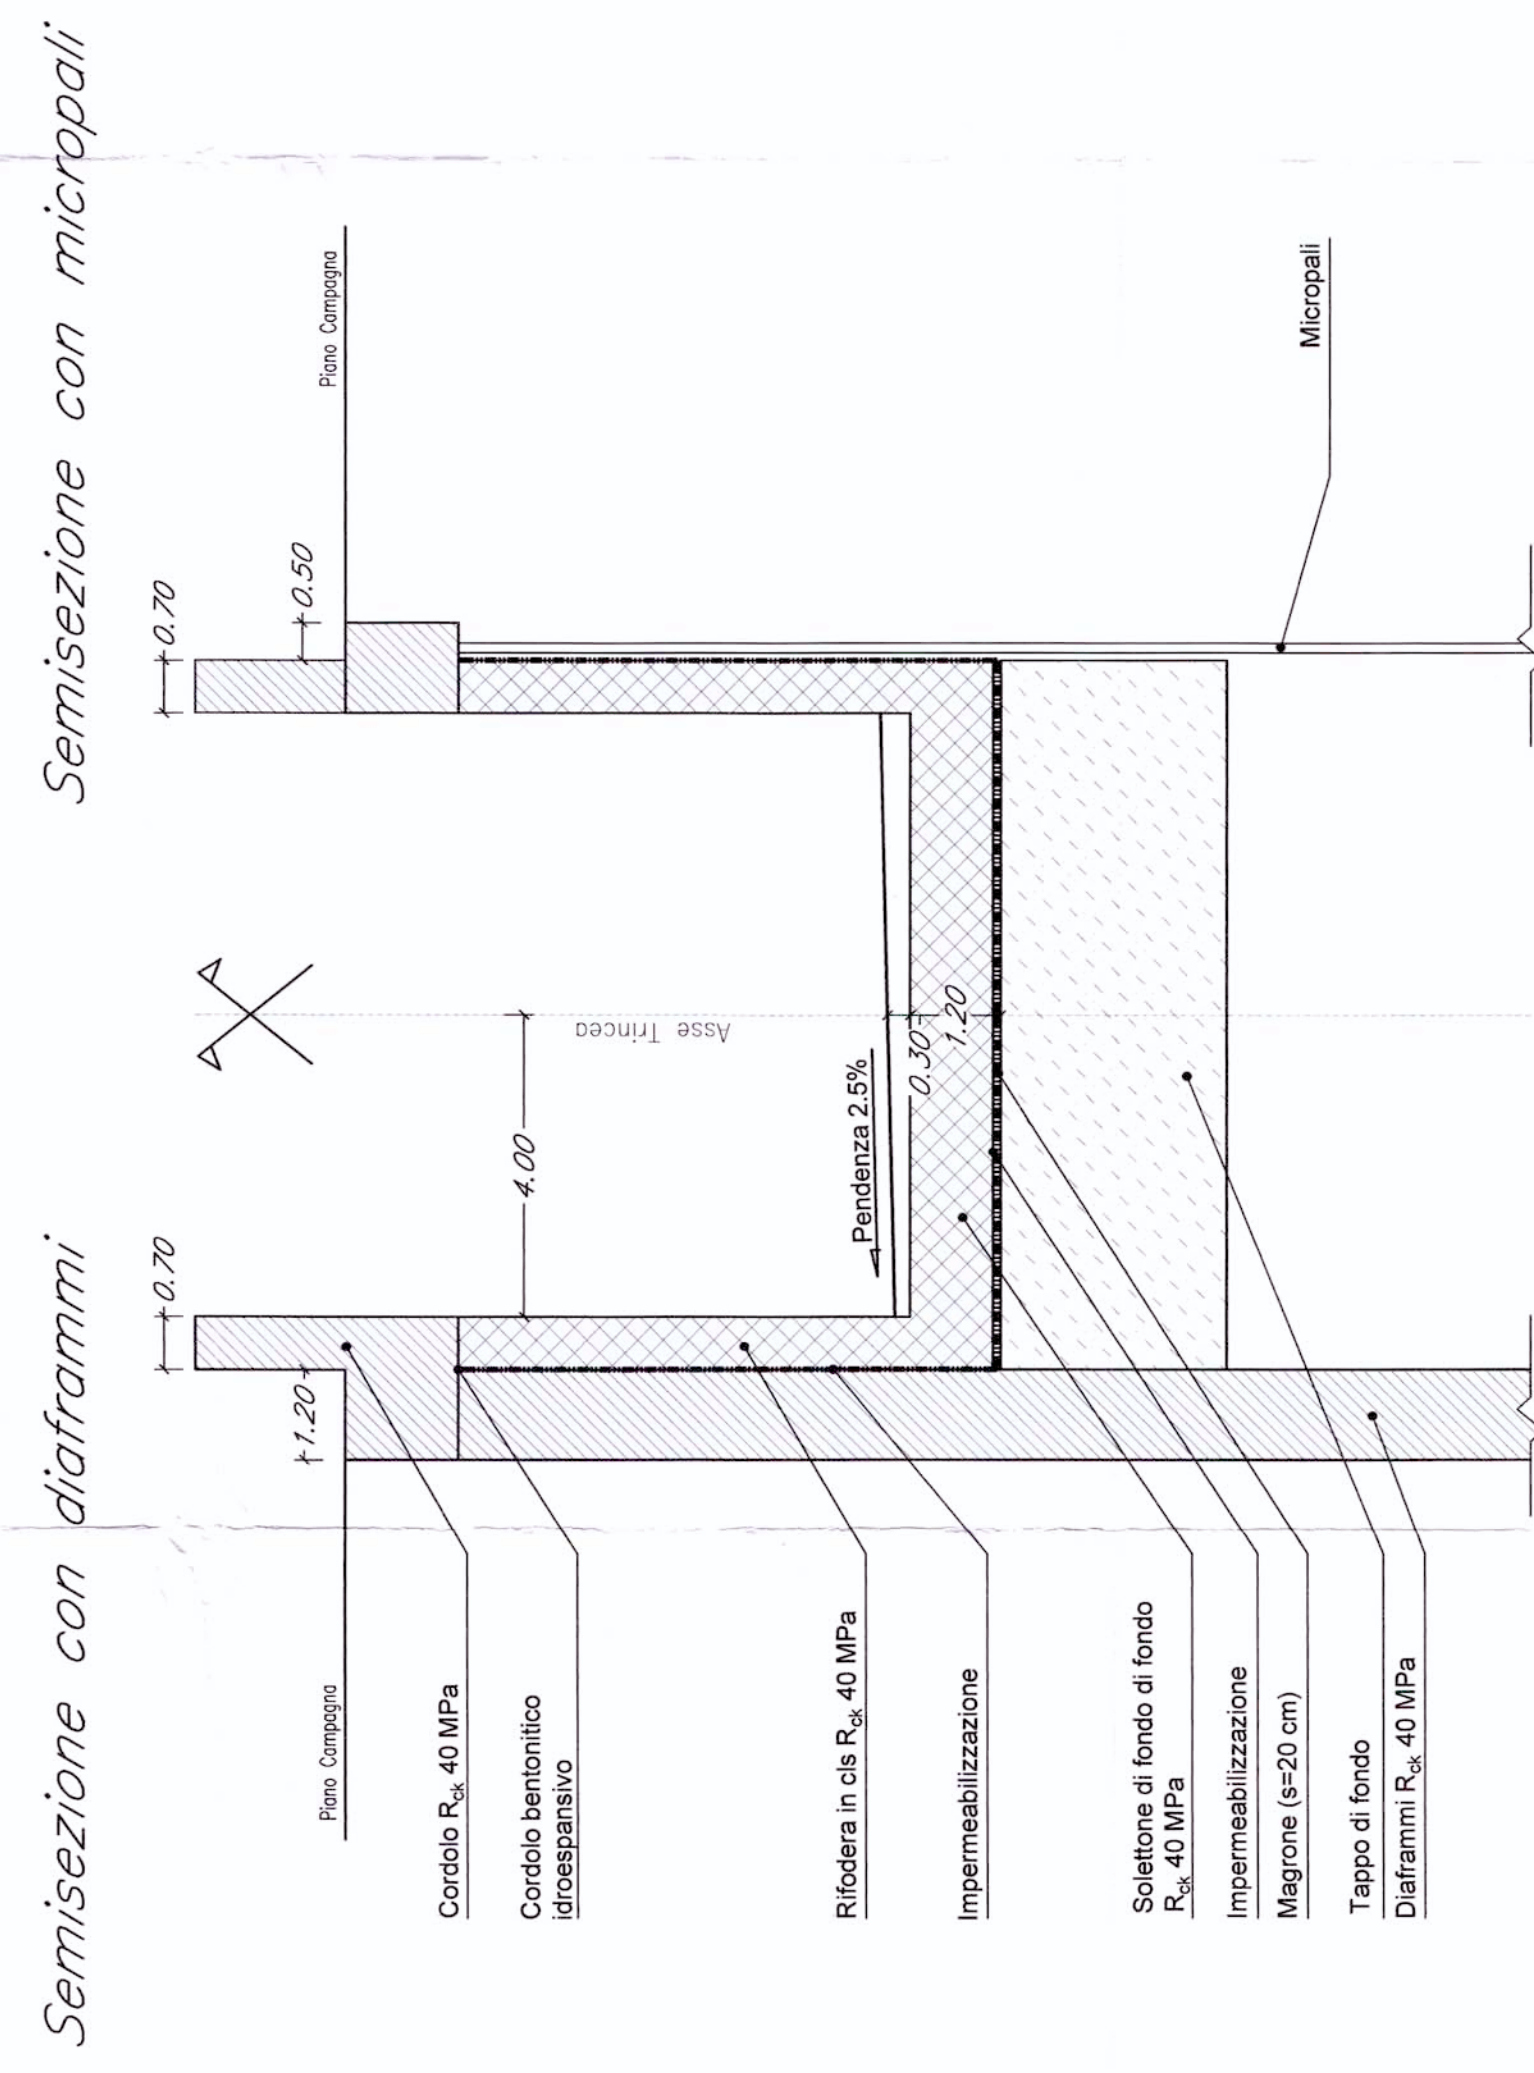 Semisezione con diaframmi
Semisezione con micropali
0.70
0.70
1.20
0.50
Piano Campagna
Piano Campagna
Cordolo Rck 40 MPa
Cordolo bentonitico
idroespansivo
4.00
Asse Trincea
Pendenza 2.5%
Rifodera in cls Rck 40 MPa
0.30
1.20
Impermeabilizzazione
Solettone di fondo di fondo
Rck 40 MPa
Impermeabilizzazione
Magrone (s=20 cm)
Micropali
Tappo di fondo
Diaframmi Rck 40 MPa